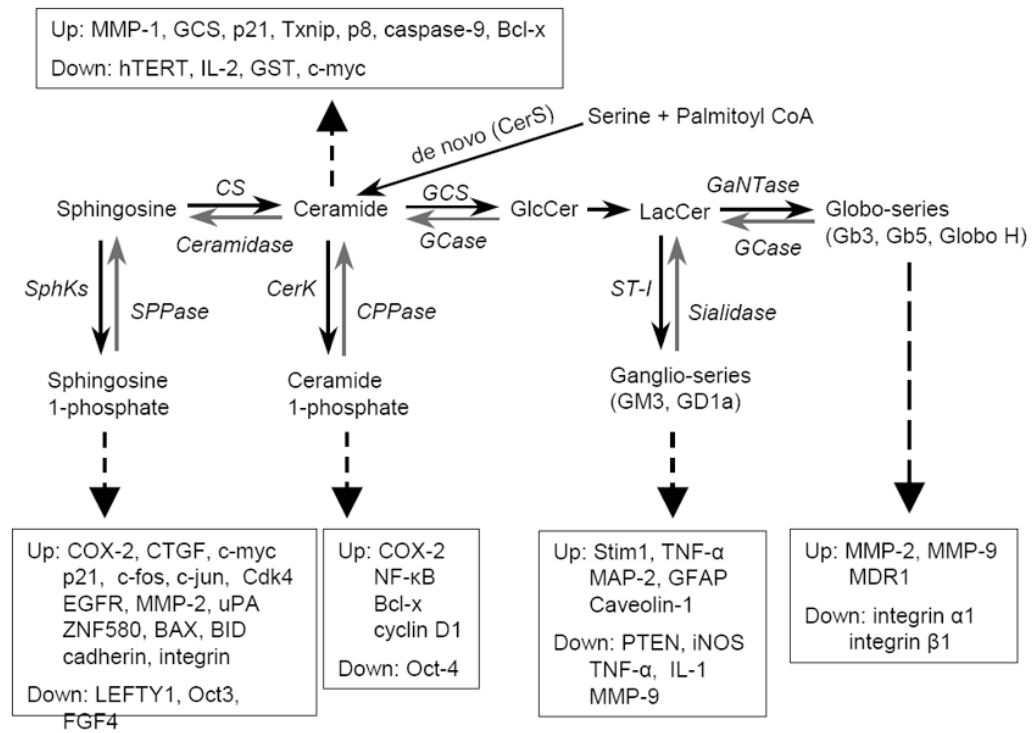 Up: MMP-1, GCS, p21, Txnip, p8, caspase-9, Bcl-x
Down: hTERT, IL-2, GST, c-myc
de novo (CerS)
Serine + Palmitoyl CoA
CS
GCS
GaNTase
Sphingosine
Ceramide
GlcCer
LacCer
Globo-series
(Gb3, Gb5, Globo H)
Ceramidase
GCase
GCase
SphKs
SPPase
CerK
CPPase
ST-I
Sialidase
Sphingosine
1-phosphate
Ceramide
1-phosphate
Ganglio-series
(GM3, GD1a)
Up: COX-2, CTGF, c-myc
p21, c-fos, c-jun, Cdk4
EGFR, MMP-2, uPA
ZNF580, BAX, BID
cadherin, integrin
Down: LEFTY1, Oct3,
FGF4
Up: COX-2
NF-κB
Bcl-x
cyclin D1
Down: Oct-4
Up: Stim1, TNF-α
MAP-2, GFAP
Caveolin-1
Down: PTEN, iNOS
TNF-α, IL-1
MMP-9
Up: MMP-2, MMP-9
MDR1
Down: integrin α1
integrin β1